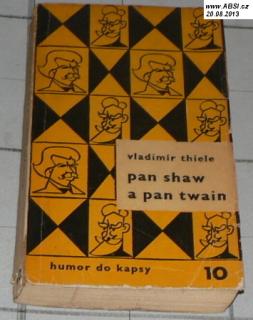 www.ABSI.cz
20.08.2013
vladimír thiele
pan shaw
a pan twain
humor do kapsy
10